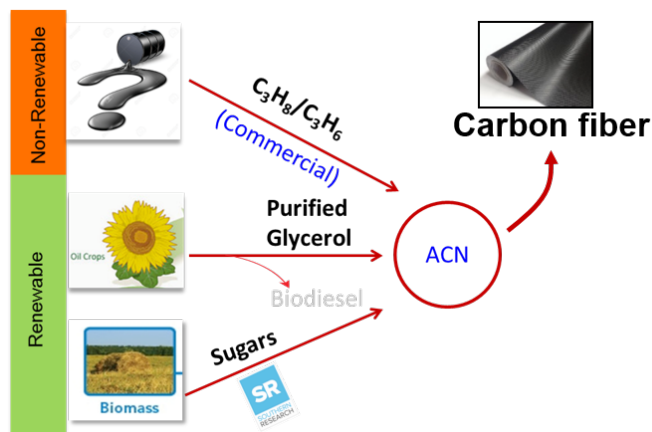 Non-Renewable
C₃H₈/C₃H₆
(Commercial)
Carbon fiber
Renewable
Oil Crops
Purified
Glycerol
Biodiesel
ACN
Sugars
Biomass
SR
SOUTHERN
RESEARCH